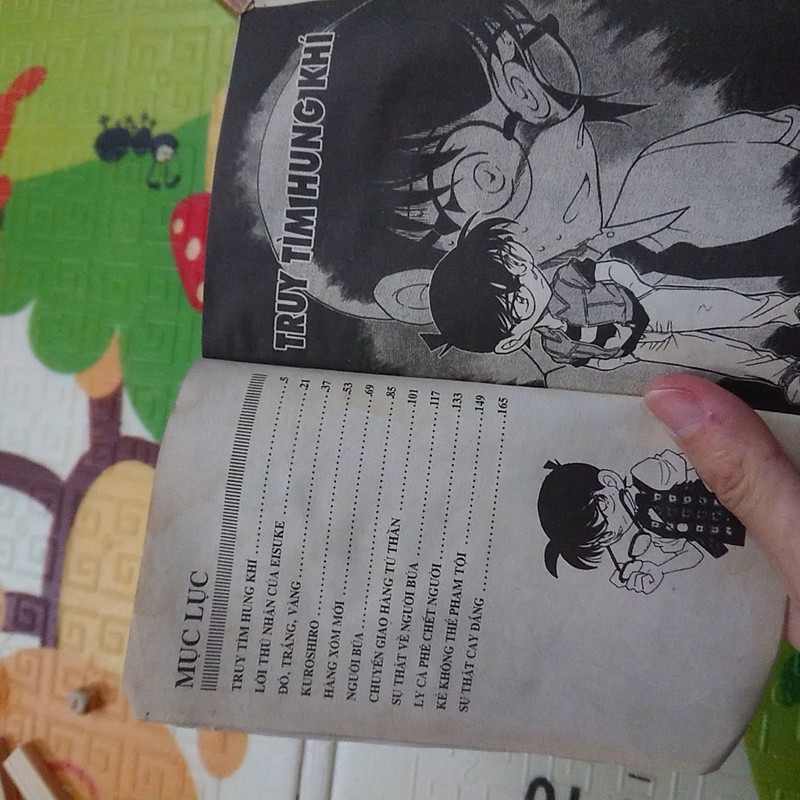 MỤC LỤC
TRUY TÌM HUNG KHÍ ........ 5
LỜI THÚ NHẬN CỦA EISUKE ........ 21
ĐỎ, TRẮNG, VÀNG ........ 37
KUROSHIRO ........ 53
HÀNG XÓM MỚI ........ 69
NGƯỜI BÚA ........ 85
CHUYẾN GIAO HÀNG TỬ THẦN ........ 101
SỰ THẬT VỀ NGƯỜI BÚA ........ 117
LY CÀ PHÊ CHẾT NGƯỜI ........ 133
KẺ KHÔNG THỂ PHẠM TỘI ........ 149
SỰ THẬT CAY ĐẮNG ........ 165
TRUY TÌM HUNG KHÍ